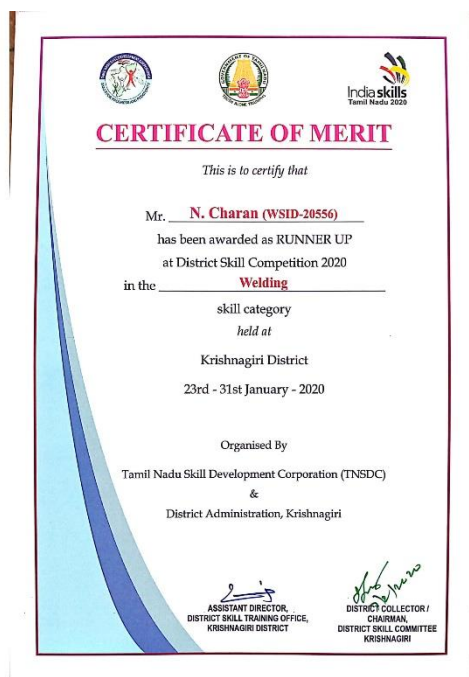 India skills
Tamil Nadu 2020
CERTIFICATE OF MERIT
This is to certify that
Mr. N. Charan (WSID-20556)
has been awarded as RUNNER UP
at District Skill Competition 2020
in the Welding
skill category
held at
Krishnagiri District
23rd - 31st January - 2020
Organised By
Tamil Nadu Skill Development Corporation (TNSDC)
&
District Administration, Krishnagiri
ASSISTANT DIRECTOR,
DISTRICT SKILL TRAINING OFFICE,
KRISHNAGIRI DISTRICT
DISTRICT COLLECTOR /
CHAIRMAN,
DISTRICT SKILL COMMITTEE
KRISHNAGIRI